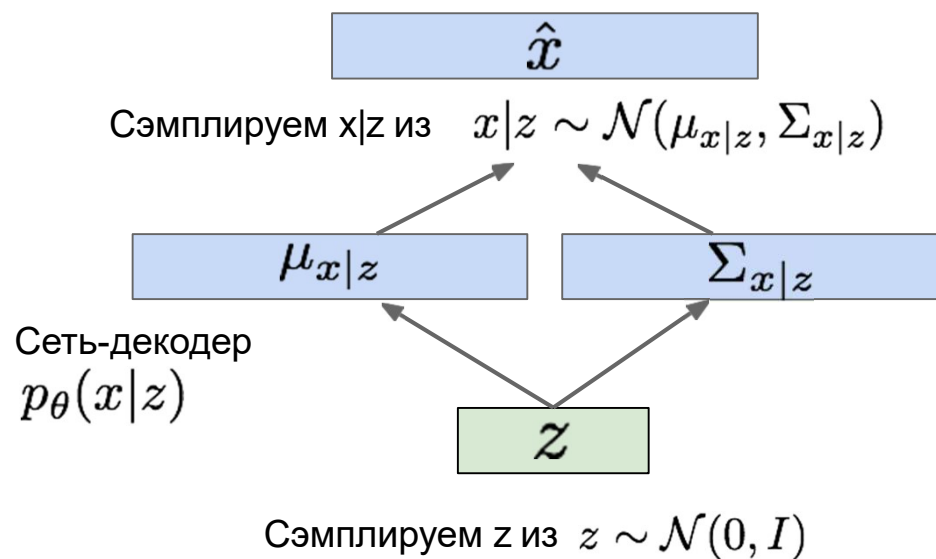 x̂
Сэмплируем x|z из x|z ∼ 𝒩(μ_{x|z}, Σ_{x|z})
μ_{x|z} Σ_{x|z}
Сеть-декодер
p_θ(x|z)
z
Сэмплируем z из z ∼ 𝒩(0, I)